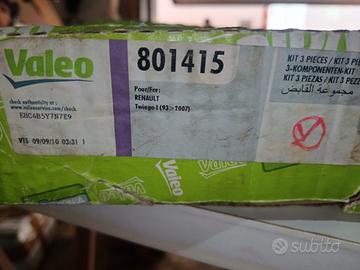 Valeo
check authenticity at:
www.valeoservice.com
EHC4B5Y7N7E9
VTS 09/09/10 03:31 1
801415
Pour/For:
RENAULT
Twingo I (93>2007)
KIT 3 PIECES / KIT 3 PI
3-KOMPONENTEN-KIT
KIT 3 PIEZAS / KIT 3 PEZZ
مجموعة القابض
Valeo
subito